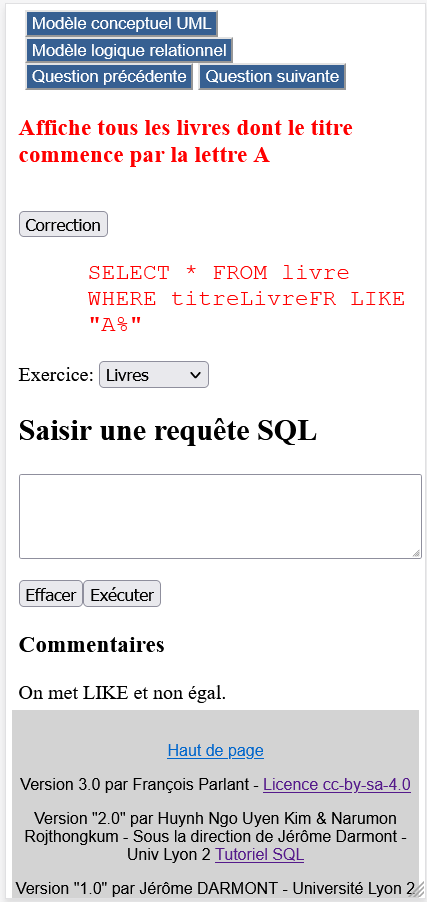 Modèle conceptuel UML
Modèle logique relationnel
Question précédente Question suivante
Affiche tous les livres dont le titre
commence par la lettre A
Correction
SELECT * FROM livre
WHERE titreLivreFR LIKE
"A%"
Exercice: Livres
Saisir une requête SQL
Effacer Exécuter
Commentaires
On met LIKE et non égal.
Haut de page
Version 3.0 par François Parlant - Licence cc-by-sa-4.0
Version "2.0" par Huynh Ngo Uyen Kim & Narumon
Rojthongkum - Sous la direction de Jérôme Darmont -
Univ Lyon 2 Tutoriel SQL
Version "1.0" par Jérôme DARMONT - Université Lyon 2